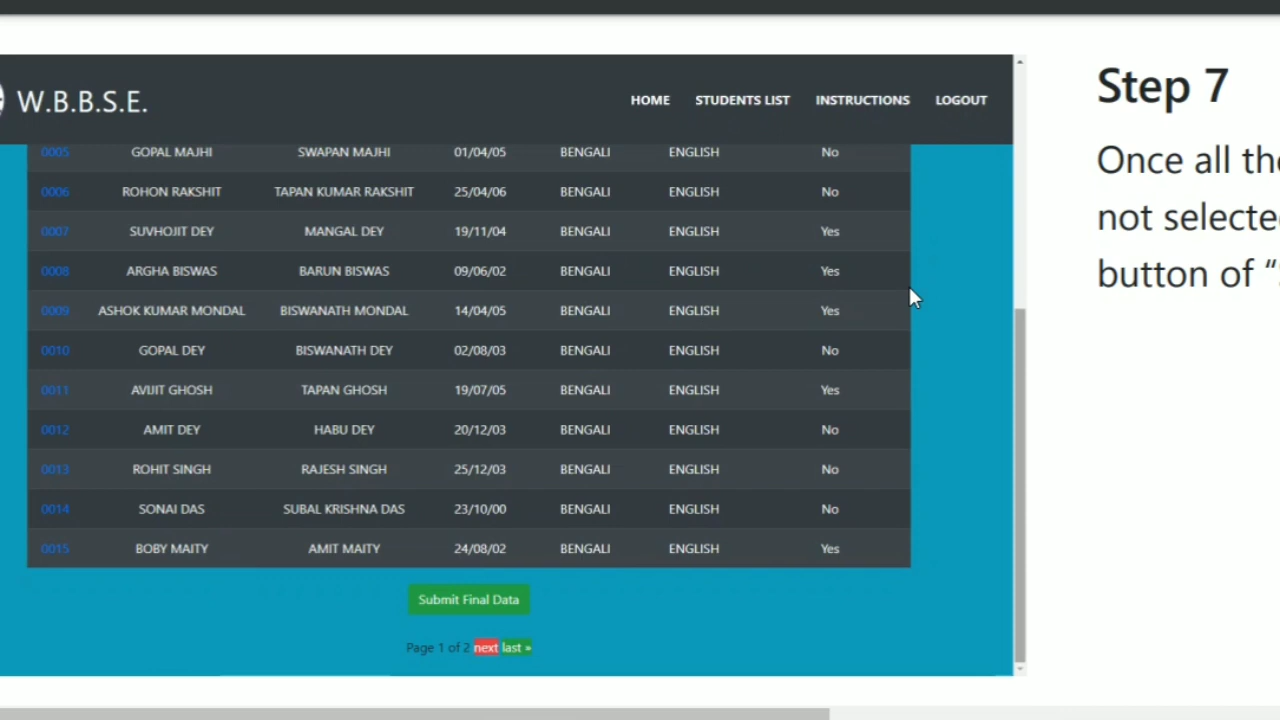 W.B.B.S.E.
HOME STUDENTS LIST INSTRUCTIONS LOGOUT
0005 GOPAL MAJHI SWAPAN MAJHI 01/04/05 BENGALI ENGLISH No
0006 ROHON RAKSHIT TAPAN KUMAR RAKSHIT 25/04/06 BENGALI ENGLISH No
0007 SUVHOJIT DEY MANGAL DEY 19/11/04 BENGALI ENGLISH Yes
0008 ARGHA BISWAS BARUN BISWAS 09/06/02 BENGALI ENGLISH Yes
0009 ASHOK KUMAR MONDAL BISWANATH MONDAL 14/04/05 BENGALI ENGLISH Yes
0010 GOPAL DEY BISWANATH DEY 02/08/03 BENGALI ENGLISH No
0011 AVIJIT GHOSH TAPAN GHOSH 19/07/05 BENGALI ENGLISH Yes
0012 AMIT DEY HABU DEY 20/12/03 BENGALI ENGLISH No
0013 ROHIT SINGH RAJESH SINGH 25/12/03 BENGALI ENGLISH No
0014 SONAI DAS SUBAL KRISHNA DAS 23/10/00 BENGALI ENGLISH No
0015 BOBY MAITY AMIT MAITY 24/08/02 BENGALI ENGLISH Yes
Submit Final Data
Page 1 of 2 next last »
Step 7
Once all
not
button of